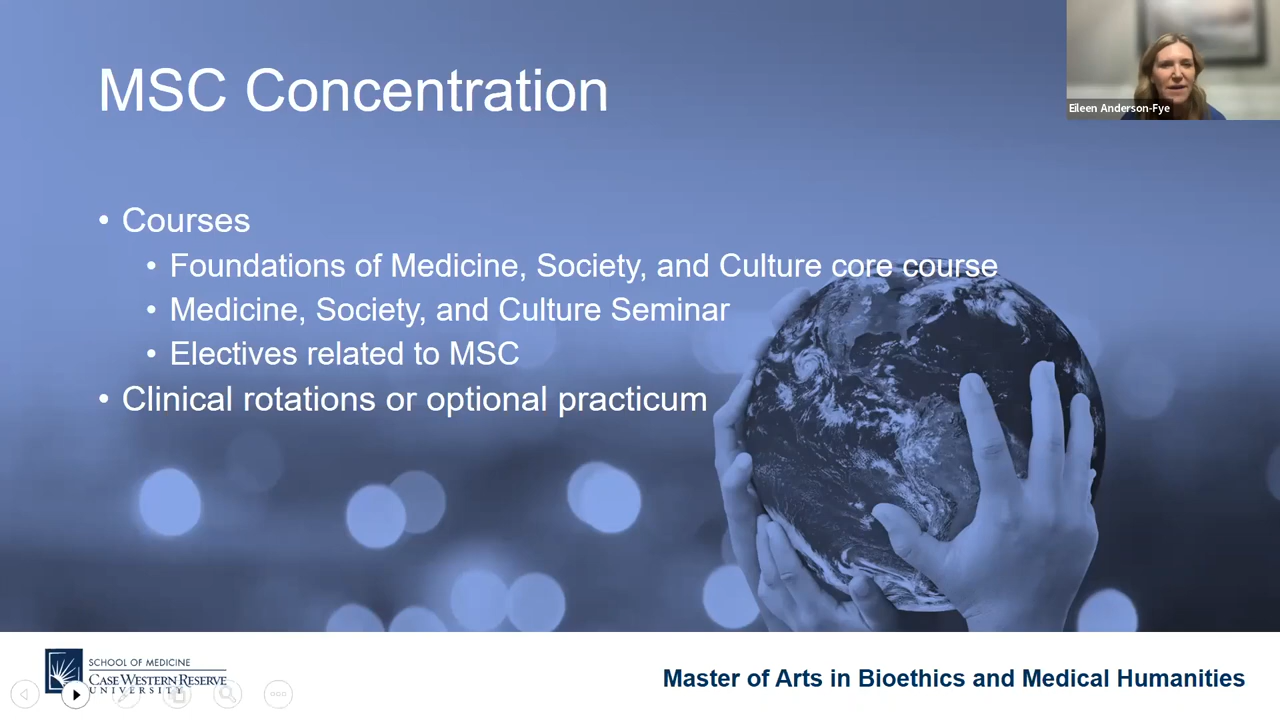 MSC Concentration
Eileen Anderson-Fye
• Courses
• Foundations of Medicine, Society, and Culture core course
• Medicine, Society, and Culture Seminar
• Electives related to MSC
• Clinical rotations or optional practicum
SCHOOL OF MEDICINE
CASE WESTERN RESERVE
UNIVERSITY
Master of Arts in Bioethics and Medical Humanities